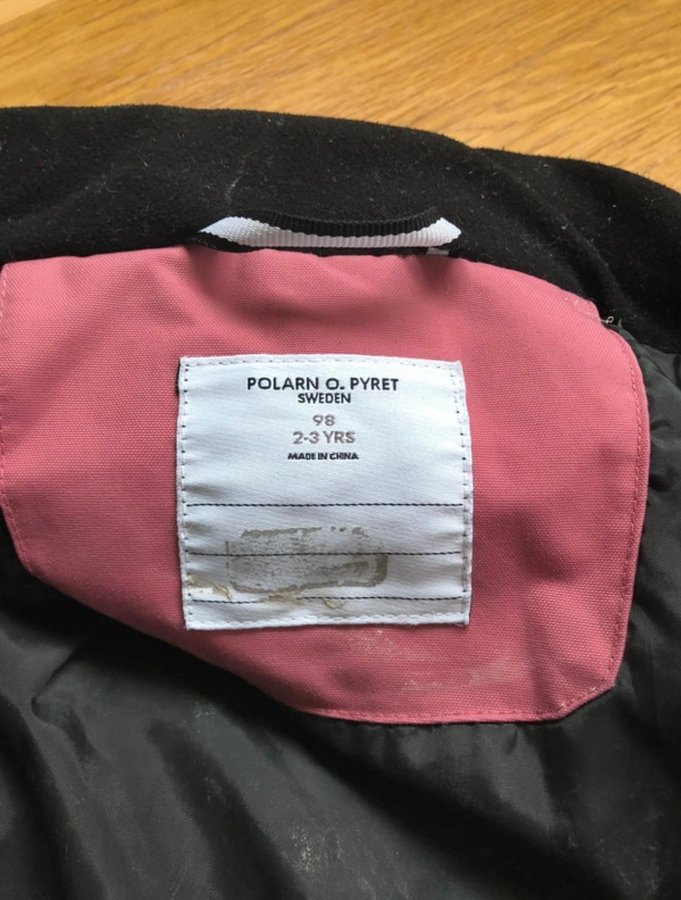 POLARN O. PYRET
SWEDEN
98
2-3 YRS
MADE IN CHINA